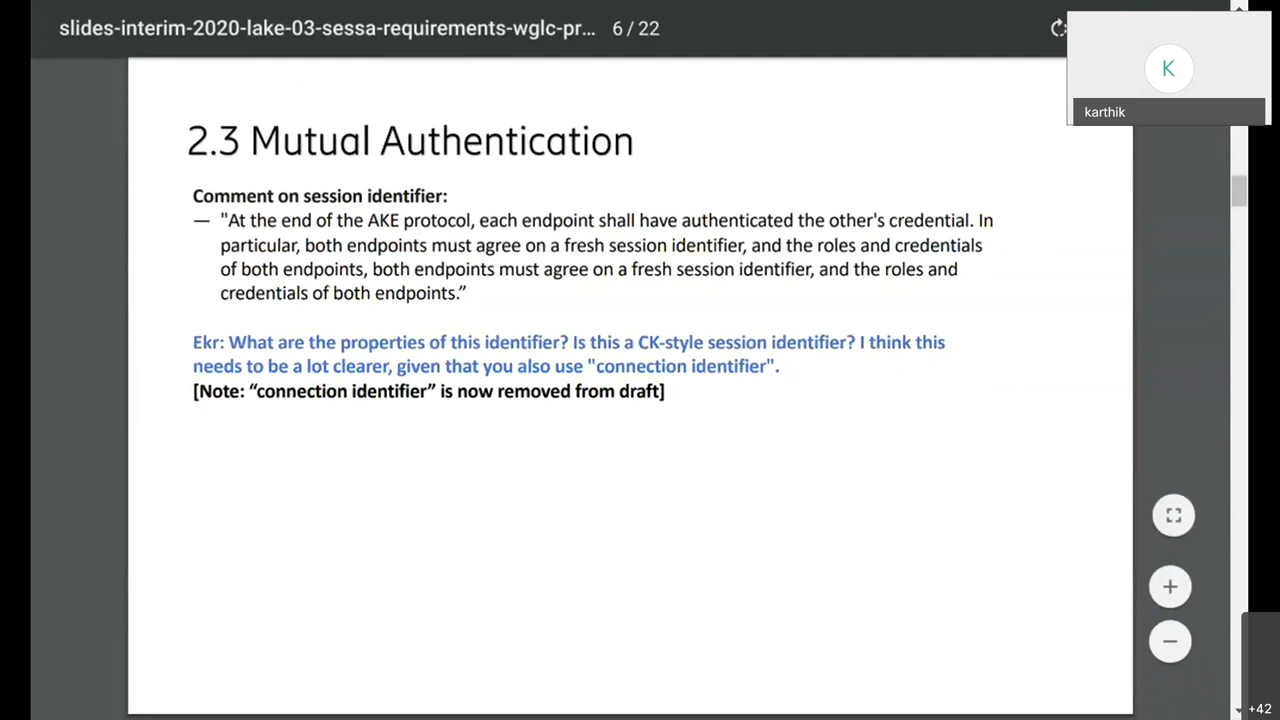 slides-interim-2020-lake-03-sessa-requirements-wglc-pr... 6 / 22
K
karthik
2.3 Mutual Authentication
Comment on session identifier:
— "At the end of the AKE protocol, each endpoint shall have authenticated the other's credential. In
particular, both endpoints must agree on a fresh session identifier, and the roles and credentials
of both endpoints, both endpoints must agree on a fresh session identifier, and the roles and
credentials of both endpoints.”
Ekr: What are the properties of this identifier? Is this a CK-style session identifier? I think this
needs to be a lot clearer, given that you also use "connection identifier".
[Note: “connection identifier” is now removed from draft]
+42